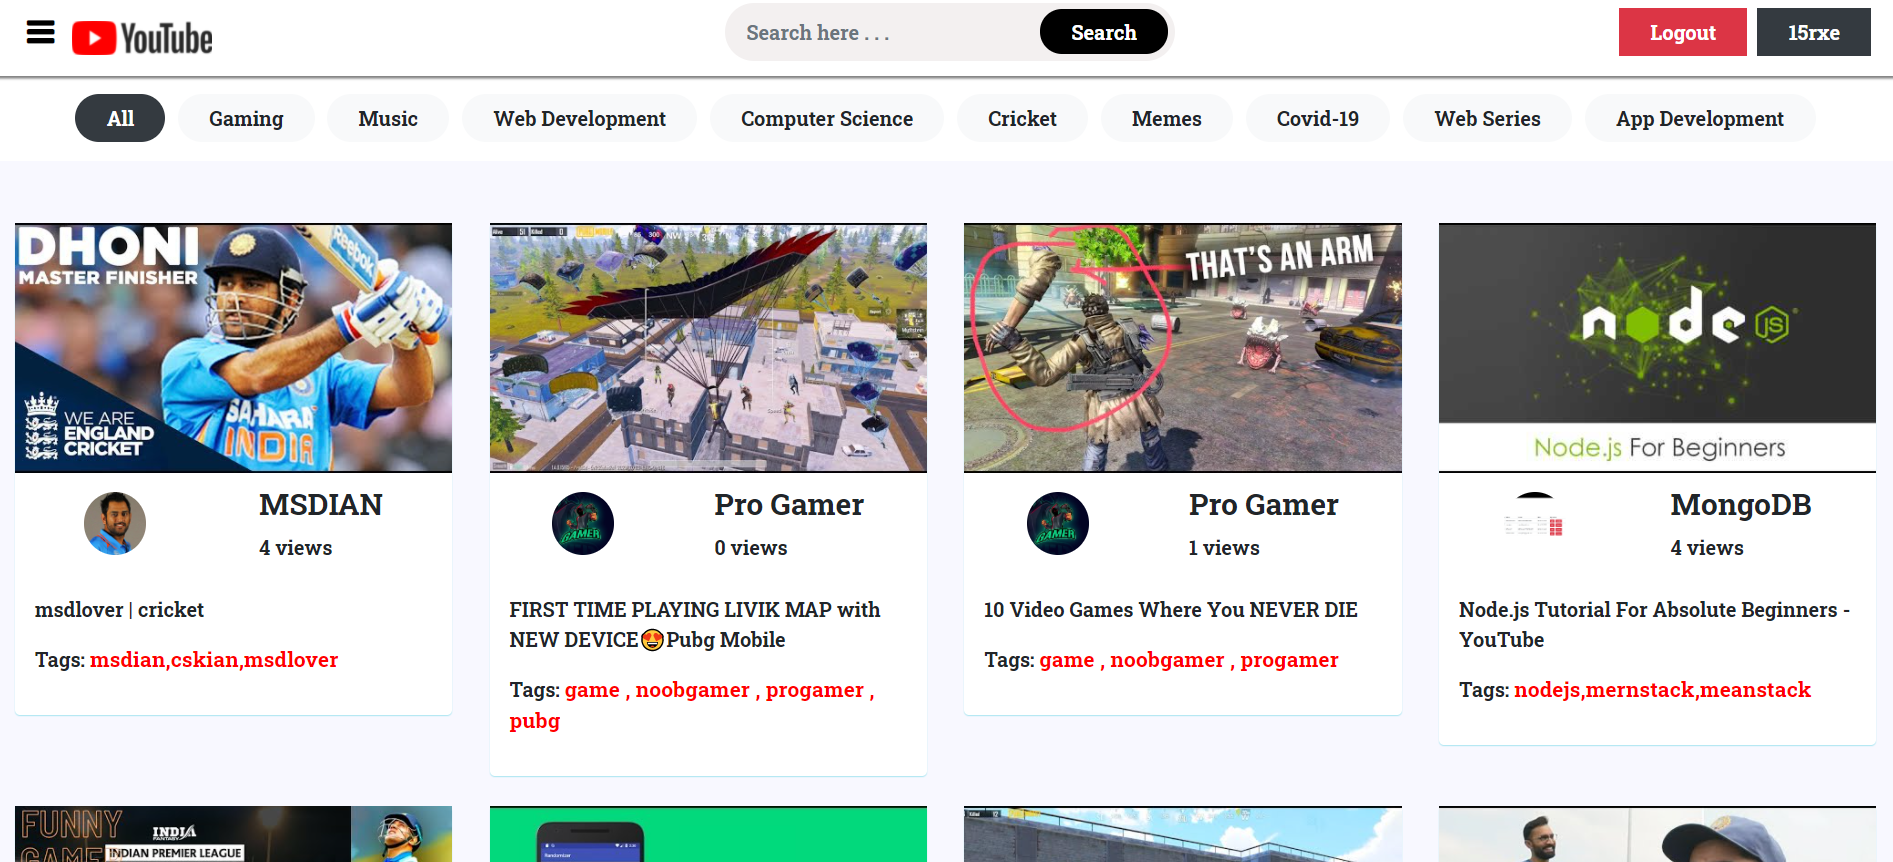 YouTube
Search here . . .
Search
Logout
15rxe
All
Gaming
Music
Web Development
Computer Science
Cricket
Memes
Covid-19
Web Series
App Development
DHONI
MASTER FINISHER
Reebok
SAHARA
INDIA
WE ARE
ENGLAND
CRICKET
THAT'S AN ARM
node
JS
Node.js For Beginners
MSDIAN
4 views
GAMER
Pro Gamer
0 views
GAMER
Pro Gamer
1 views
MongoDB
4 views
msdlover | cricket
Tags: msdian,cskian,msdlover
FIRST TIME PLAYING LIVIK MAP with
NEW DEVICE😍Pubg Mobile
Tags: game , noobgamer , progamer ,
pubg
10 Video Games Where You NEVER DIE
Tags: game , noobgamer , progamer
Node.js Tutorial For Absolute Beginners -
YouTube
Tags: nodejs,mernstack,meanstack
FUNNY
GAME
INDIA
FANTASY
INDIAN PREMIER LEAGUE
Randomizer